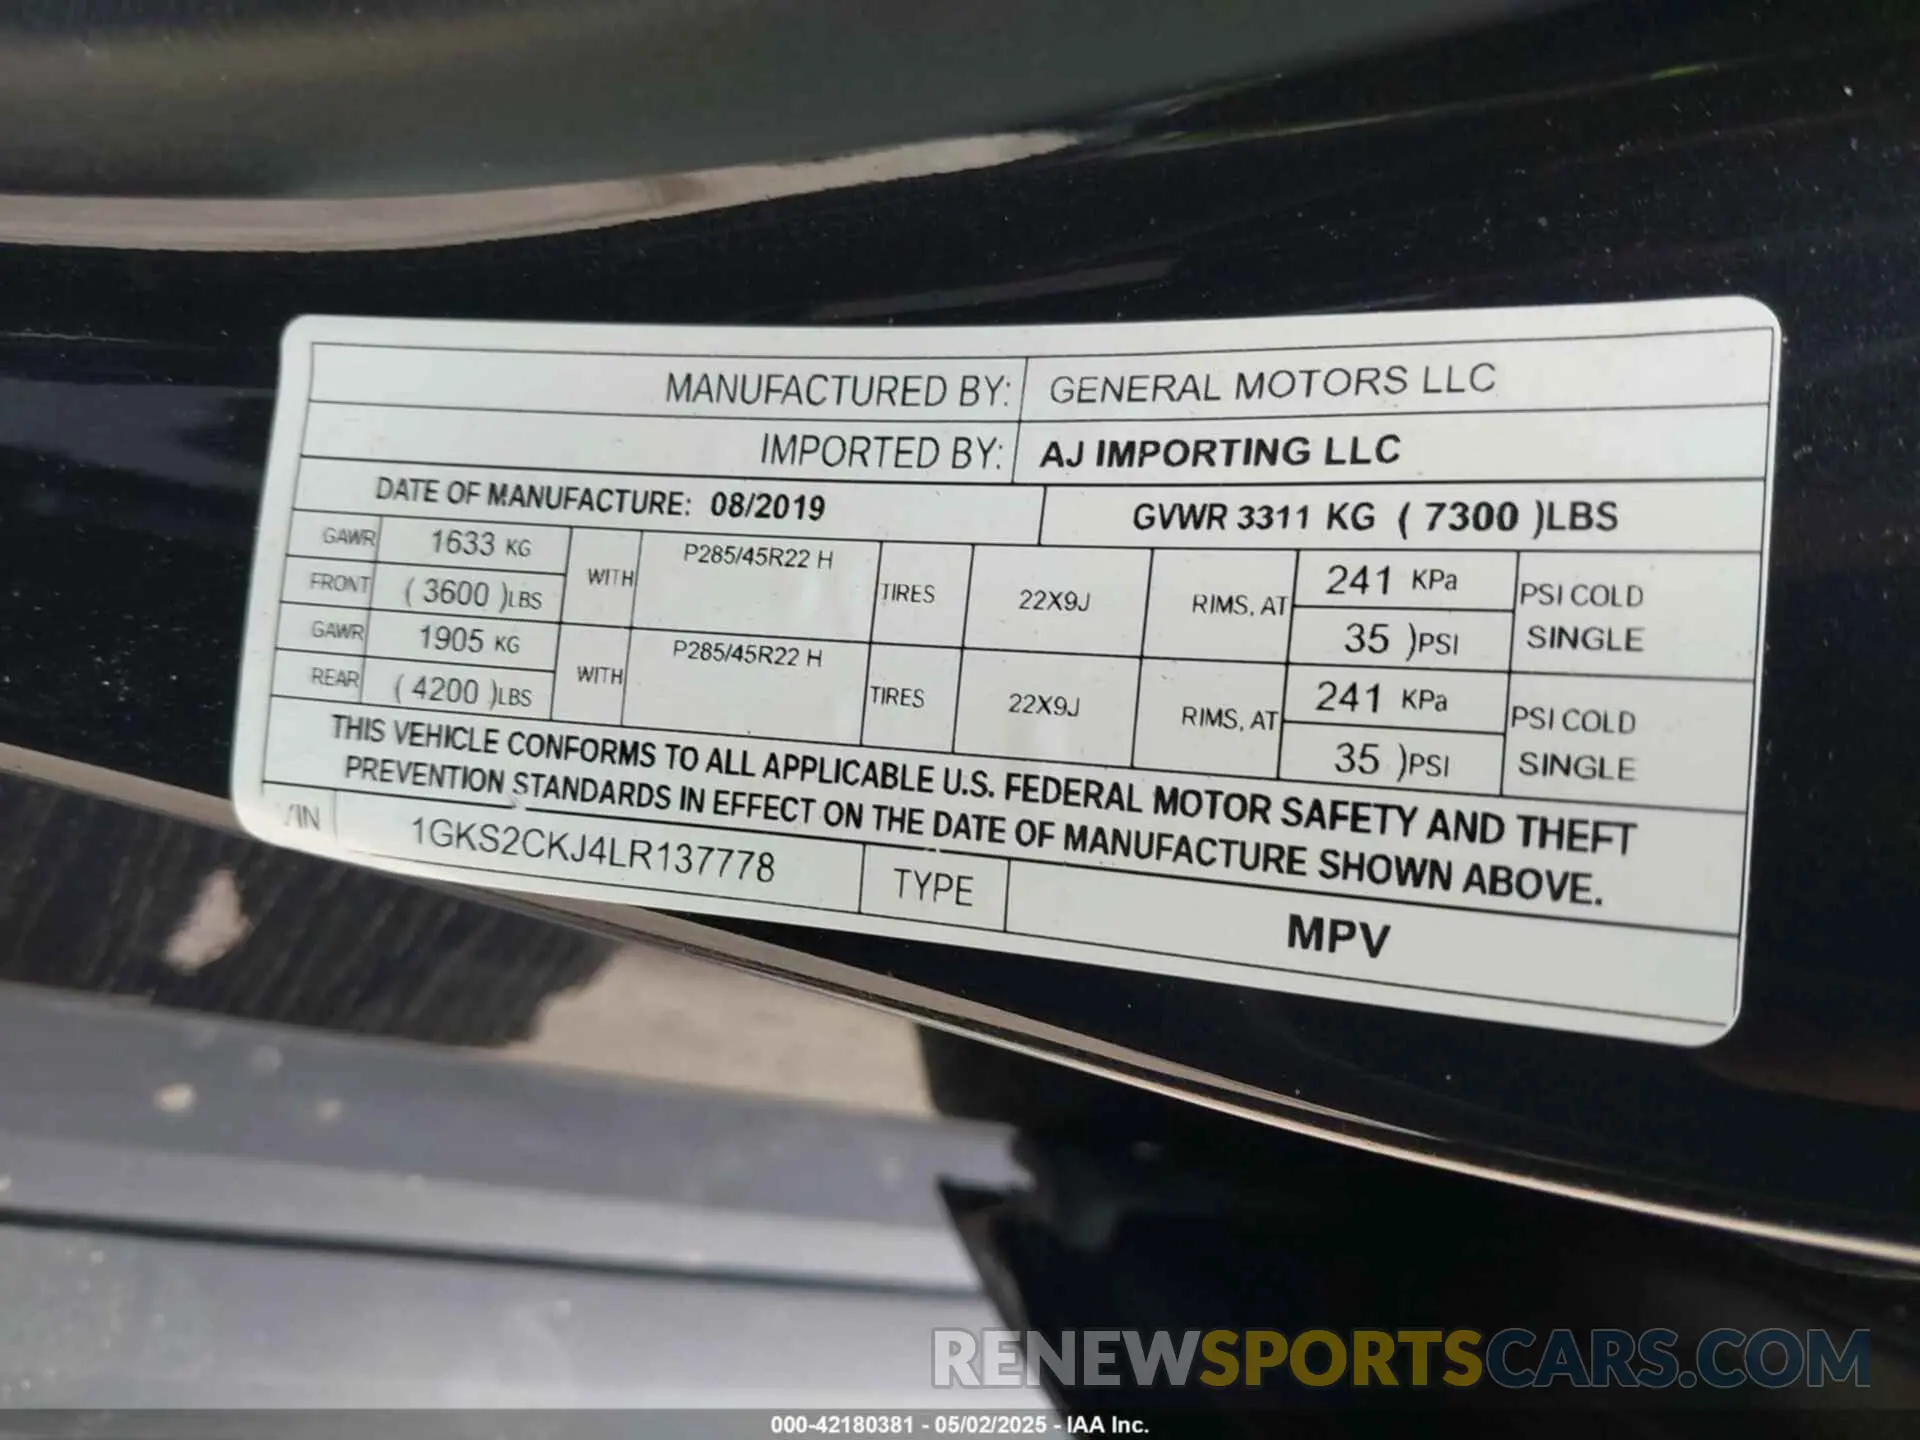 MANUFACTURED BY: GENERAL MOTORS LLC
IMPORTED BY: AJ IMPORTING LLC
DATE OF MANUFACTURE: 08/2019 GVWR 3311 KG ( 7300 )LBS
GAWR 1633 KG WITH P285/45R22 H TIRES 22X9J RIMS, AT 241 KPa PSI COLD
FRONT ( 3600 )LBS 35 )PSI SINGLE
GAWR 1905 KG WITH P285/45R22 H TIRES 22X9J RIMS, AT 241 KPa PSI COLD
REAR ( 4200 )LBS 35 )PSI SINGLE
THIS VEHICLE CONFORMS TO ALL APPLICABLE U.S. FEDERAL MOTOR SAFETY AND THEFT
PREVENTION STANDARDS IN EFFECT ON THE DATE OF MANUFACTURE SHOWN ABOVE.
VIN 1GKS2CKJ4LR137778 TYPE MPV
RENEWSPORTSCARS.COM
000-42180381 - 05/02/2025 - IAA Inc.